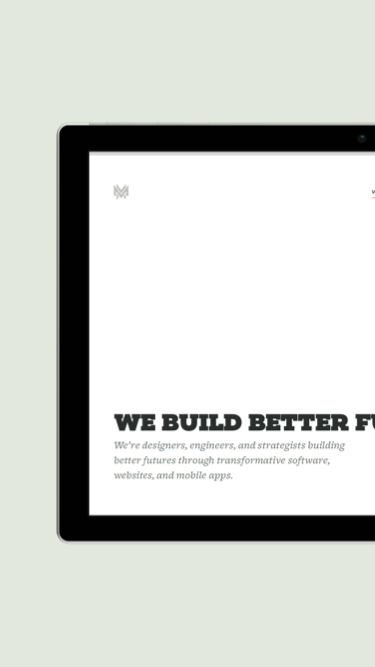 WE BUILD BETTER FU
We're designers, engineers, and strategists building
better futures through transformative software,
websites, and mobile apps.